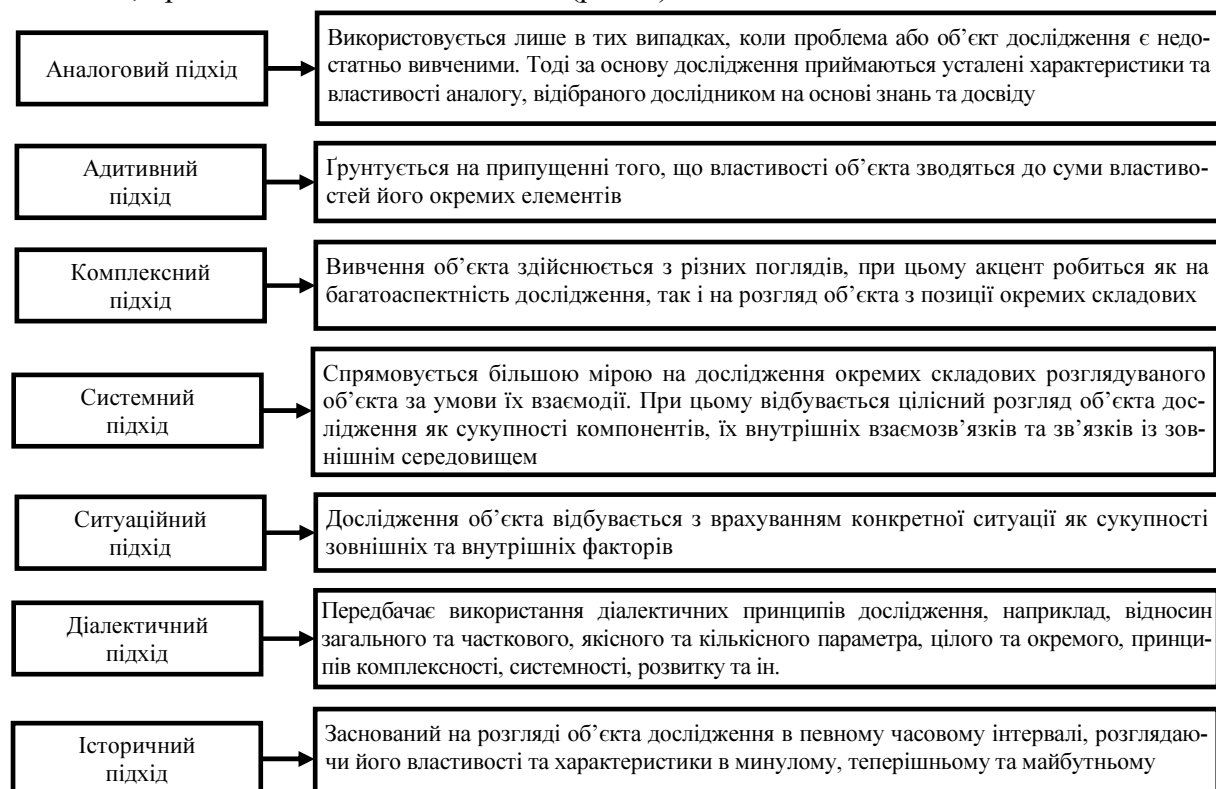 (р
Аналоговий підхід
Використовується лише в тих випадках, коли проблема або об’єкт дослідження є недо-
статньо вивченими. Тоді за основу дослідження приймаються усталені характеристики та
властивості аналогу, відібраного дослідником на основі знань та досвіду
Адитивний
підхід
Ґрунтується на припущенні того, що властивості об’єкта зводяться до суми властиво-
стей його окремих елементів
Комплексний
підхід
Вивчення об’єкта здійснюється з різних поглядів, при цьому акцент робиться як на
багатоаспектність дослідження, так і на розгляд об’єкта з позиції окремих складових
Системний
підхід
Спрямовується більшою мірою на дослідження окремих складових розглядуваного
об’єкта за умови їх взаємодії. При цьому відбувається цілісний розгляд об’єкта дос-
лідження як сукупності компонентів, їх внутрішніх взаємозв’язків та зв’язків із зов-
нішнім середовищем
Ситуаційний
підхід
Дослідження об’єкта відбувається з врахуванням конкретної ситуації як сукупності
зовнішніх та внутрішніх факторів
Діалектичний
підхід
Передбачає використання діалектичних принципів дослідження, наприклад, відносин
загального та часткового, якісного та кількісного параметра, цілого та окремого, принци-
пів комплексності, системності, розвитку та ін.
Історичний
підхід
Заснований на розгляді об’єкта дослідження в певному часовому інтервалі, розглядаю-
чи його властивості та характеристики в минулому, теперішньому та майбутньому